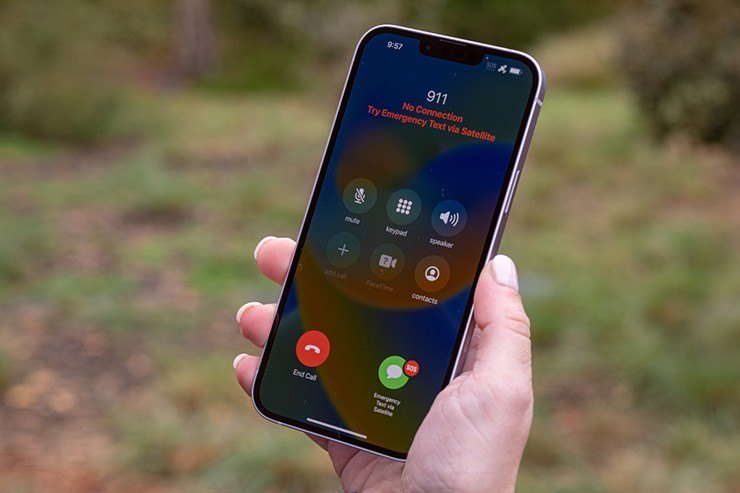 9:57
SOS
911
No Connection
Try Emergency Text via Satellite
mute
keypad
speaker
add call
FaceTime
contacts
End Call
SOS
Emergency
Text via
Satellite